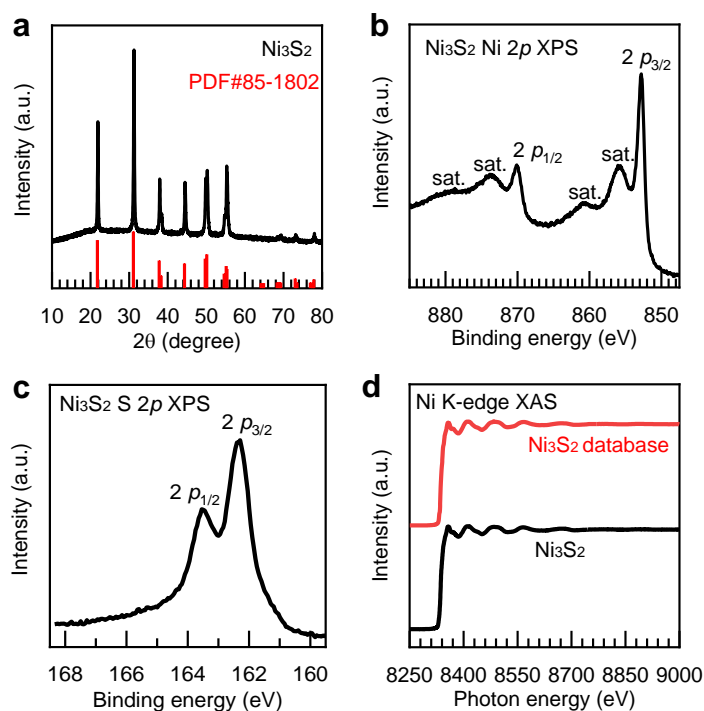 a
Ni₃S₂
PDF#85-1802
Intensity (a.u.)
10 20 30 40 50 60 70 80
2θ (degree)
b
Ni₃S₂ Ni 2p XPS
2 p₃/₂
sat.
sat.
2 p₁/₂
sat.
sat.
Intensity (a.u.)
880 870 860 850
Binding energy (eV)
c
Ni₃S₂ S 2p XPS
2 p₃/₂
2 p₁/₂
Intensity (a.u.)
168 166 164 162 160
Binding energy (eV)
d
Ni K-edge XAS
Ni₃S₂ database
Ni₃S₂
Intensity (a.u.)
8250 8400 8550 8700 8850 9000
Photon energy (eV)